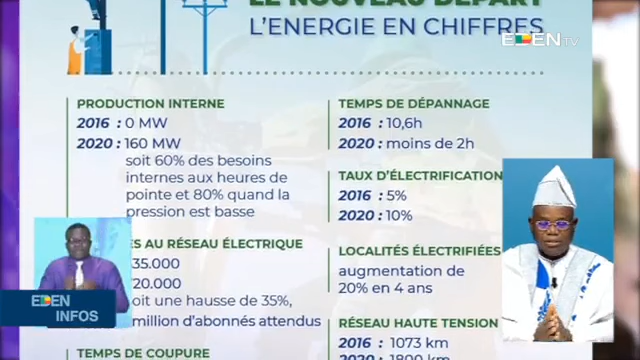 LE NOUVEAU DÉPART
L'ENERGIE EN CHIFFRES
EDEN TV
PRODUCTION INTERNE
2016 : 0 MW
2020 : 160 MW
soit 60% des besoins
internes aux heures de
pointe et 80% quand la
pression est basse
ES AU RÉSEAU ÉLECTRIQUE
35.000
20.000
oit une hausse de 35%,
million d'abonnés attendus
TEMPS DE COUPURE
TEMPS DE DÉPANNAGE
2016 : 10,6h
2020 : moins de 2h
TAUX D'ÉLECTRIFICATION
2016 : 5%
2020 : 10%
LOCALITÉS ÉLECTRIFIÉES
augmentation de
20% en 4 ans
RÉSEAU HAUTE TENSION
2016 : 1073 km
2020 : 1800 km
EDEN
INFOS